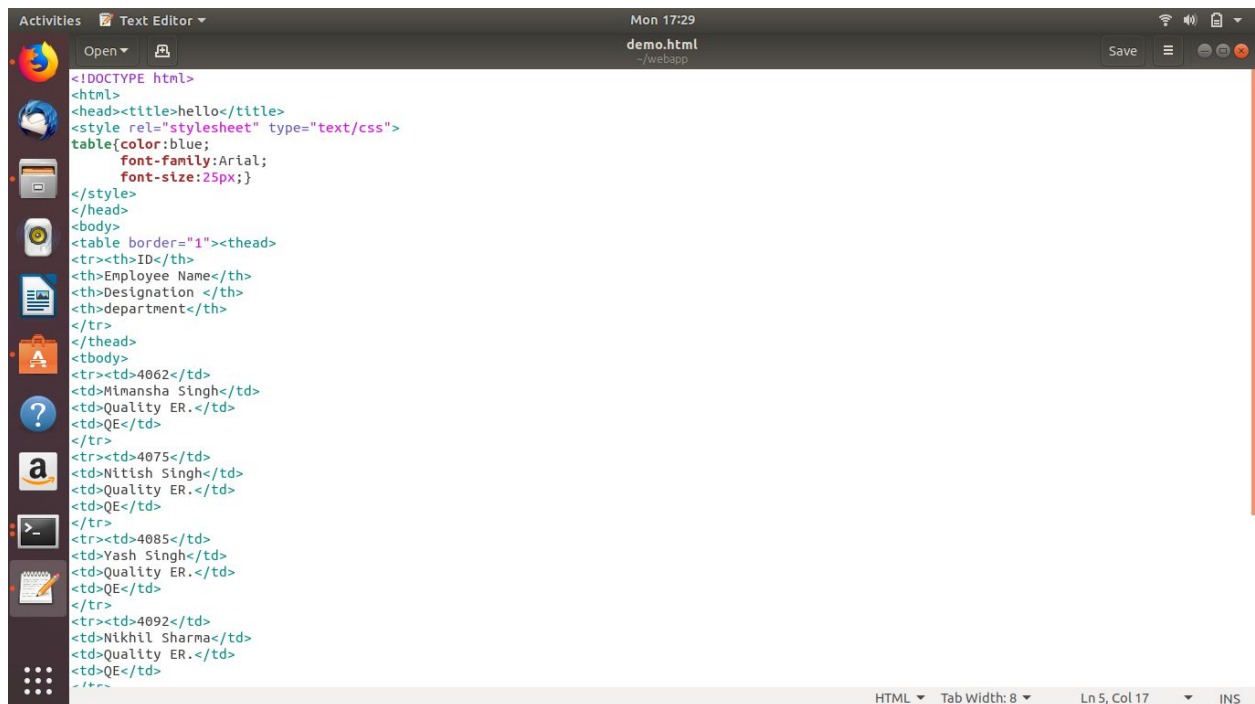 Activities Text Editor Mon 17:29
Open demo.html Save
~/webapp
<!DOCTYPE html>
<html>
<head><title>hello</title>
<style rel="stylesheet" type="text/css">
table{color:blue;
font-family:Arial;
font-size:25px;}
</style>
</head>
<body>
<table border="1"><thead>
<tr><th>ID</th>
<th>Employee Name</th>
<th>Designation </th>
<th>department</th>
</tr>
</thead>
<tbody>
<tr><td>4062</td>
<td>Mimansha Singh</td>
<td>Quality ER.</td>
<td>QE</td>
</tr>
<tr><td>4075</td>
<td>Nitish Singh</td>
<td>Quality ER.</td>
<td>QE</td>
</tr>
<tr><td>4085</td>
<td>Yash Singh</td>
<td>Quality ER.</td>
<td>QE</td>
</tr>
<tr><td>4092</td>
<td>Nikhil Sharma</td>
<td>Quality ER.</td>
<td>QE</td>
</tr>
HTML Tab Width: 8 Ln 5, Col 17 INS